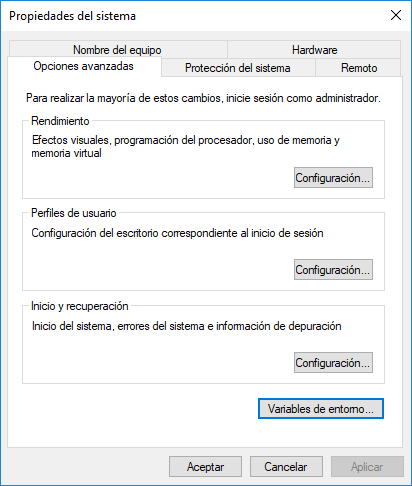 Propiedades del sistema
Nombre del equipo
Hardware
Opciones avanzadas
Protección del sistema
Remoto
Para realizar la mayoría de estos cambios, inicie sesión como administrador.
Rendimiento
Efectos visuales, programación del procesador, uso de memoria y
memoria virtual
Configuración...
Perfiles de usuario
Configuración del escritorio correspondiente al inicio de sesión
Configuración...
Inicio y recuperación
Inicio del sistema, errores del sistema e información de depuración
Configuración...
Variables de entorno...
Aceptar
Cancelar
Aplicar